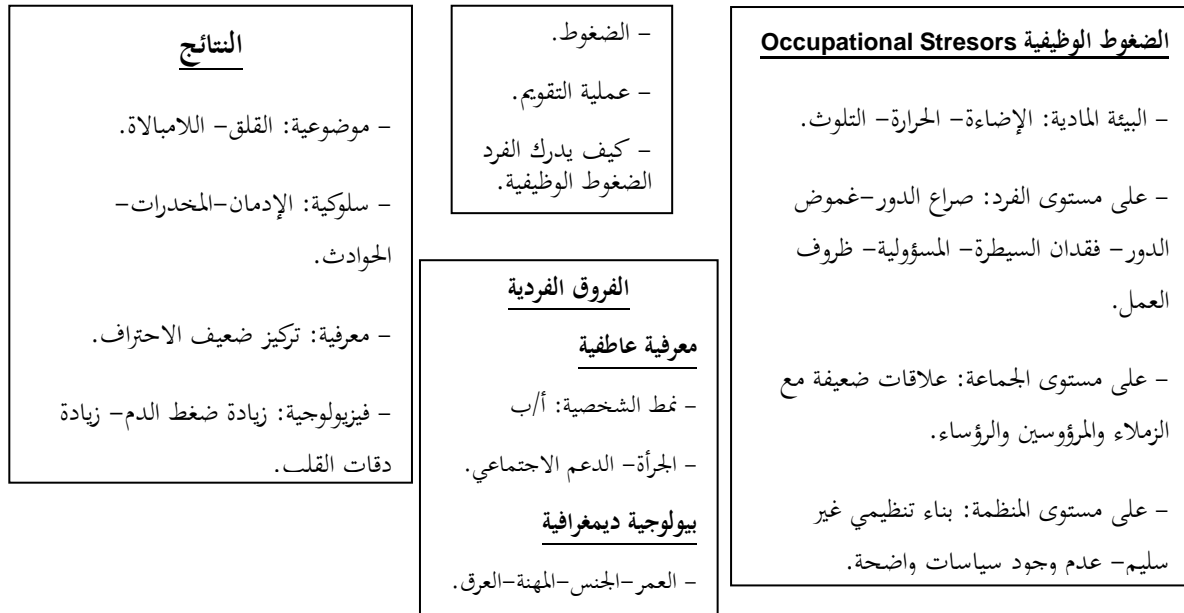 الضغوط الوظيفية Occupational Stresors
– البيئة المادية: الإضاءة– الحرارة– التلوث.
– على مستوى الفرد: صراع الدور–غموض
الدور– فقدان السيطرة– المسؤولية– ظروف
العمل.
– على مستوى الجماعة: علاقات ضعيفة مع
الزملاء والمرؤوسين والرؤساء.
– على مستوى المنظمة: بناء تنظيمي غير
سليم– عدم وجود سياسات واضحة.
– الضغوط.
– عملية التقويم.
– كيف يدرك الفرد
الضغوط الوظيفية.
الفروق الفردية
معرفية عاطفية
– نمط الشخصية: أ/ب
– الجرأة– الدعم الاجتماعي.
بيولوجية ديمغرافية
– العمر–الجنس–المهنة–العرق.
النتائج
– موضوعية: القلق– اللامبالاة.
– سلوكية: الإدمان–المخدرات–
الحوادث.
– معرفية: تركيز ضعيف الاحتراف.
– فيزيولوجية: زيادة ضغط الدم– زيادة
دقات القلب.